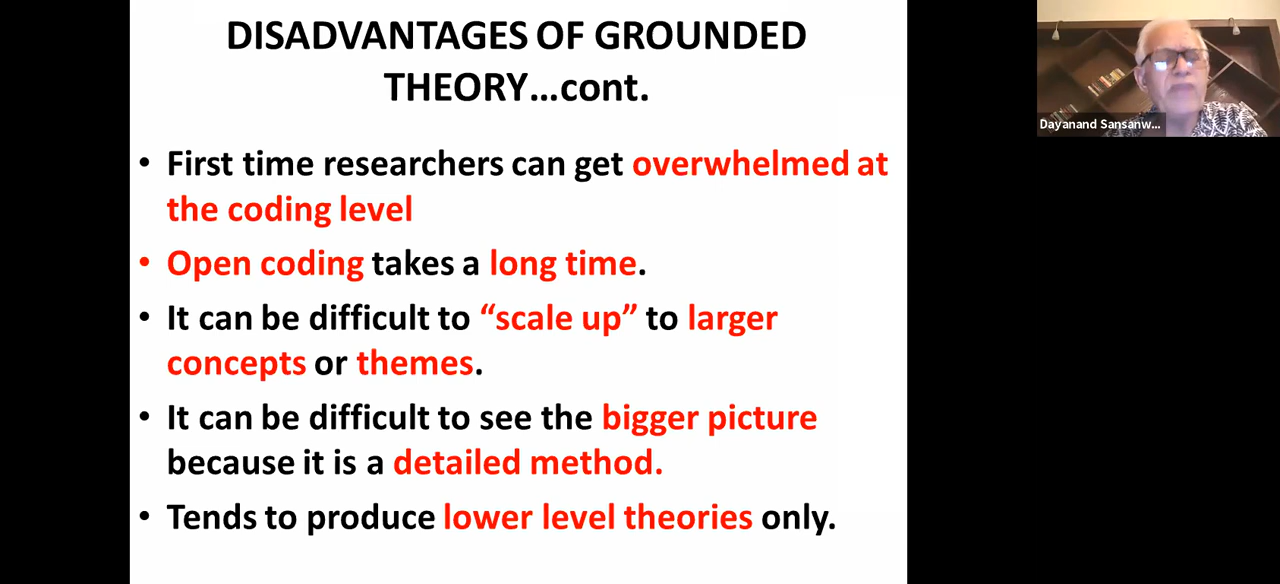 DISADVANTAGES OF GROUNDED
THEORY...cont.
• First time researchers can get overwhelmed at
the coding level
• Open coding takes a long time.
• It can be difficult to “scale up” to larger
concepts or themes.
• It can be difficult to see the bigger picture
because it is a detailed method.
• Tends to produce lower level theories only.
Dayanand Sansanw...